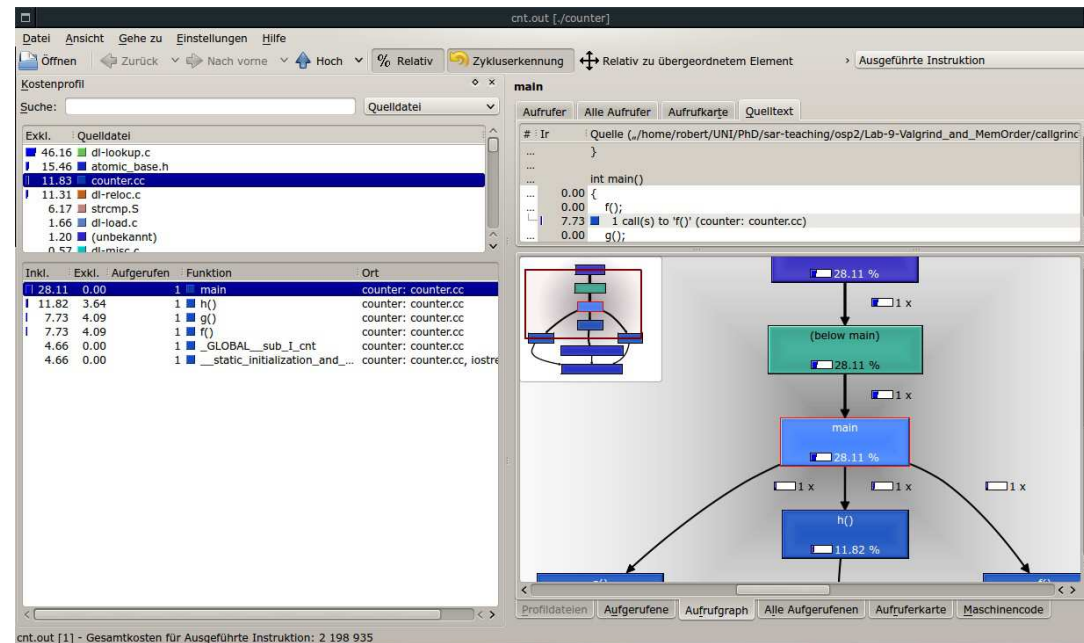 cnt.out [./counter]
Datei Ansicht Gehe zu Einstellungen Hilfe
Öffnen Zurück Nach vorne Hoch % Relativ Zykluserkennung Relativ zu übergeordnetem Element Ausgeführte Instruktion
Kostenprofil
Suche: Quelldatei
Exkl. Quelldatei
46.16 dl-lookup.c
15.46 atomic_base.h
11.83 counter.cc
11.31 dl-reloc.c
6.17 strcmp.S
1.66 dl-load.c
1.20 (unbekannt)
0.57 dl-misc.c
Inkl. Exkl. Aufgerufen Funktion Ort
28.11 0.00 1 main counter: counter.cc
11.82 3.64 1 h() counter: counter.cc
7.73 4.09 1 g() counter: counter.cc
7.73 4.09 1 f() counter: counter.cc
4.66 0.00 1 _GLOBAL__sub_I_cnt counter: counter.cc
4.66 0.00 1 __static_initialization_and_... counter: counter.cc, iostre
main
Aufrufer Alle Aufrufer Aufrufkarte Quelltext
# Ir Quelle („/home/robert/UNI/PhD/sar-teaching/osp2/Lab-9-Valgrind_and_MemOrder/callgrind
... }
...
... int main()
... 0.00 {
... 0.00 f();
7.73 1 call(s) to 'f()' (counter: counter.cc)
... 0.00 g();
28.11 %
1 x
(below main)
28.11 %
1 x
main
28.11 %
1 x 1 x 1 x
h()
11.82 %
Profildateien Aufgerufene Aufrufgraph Alle Aufgerufenen Aufruferkarte Maschinencode
cnt.out [1] - Gesamtkosten für Ausgeführte Instruktion: 2 198 935